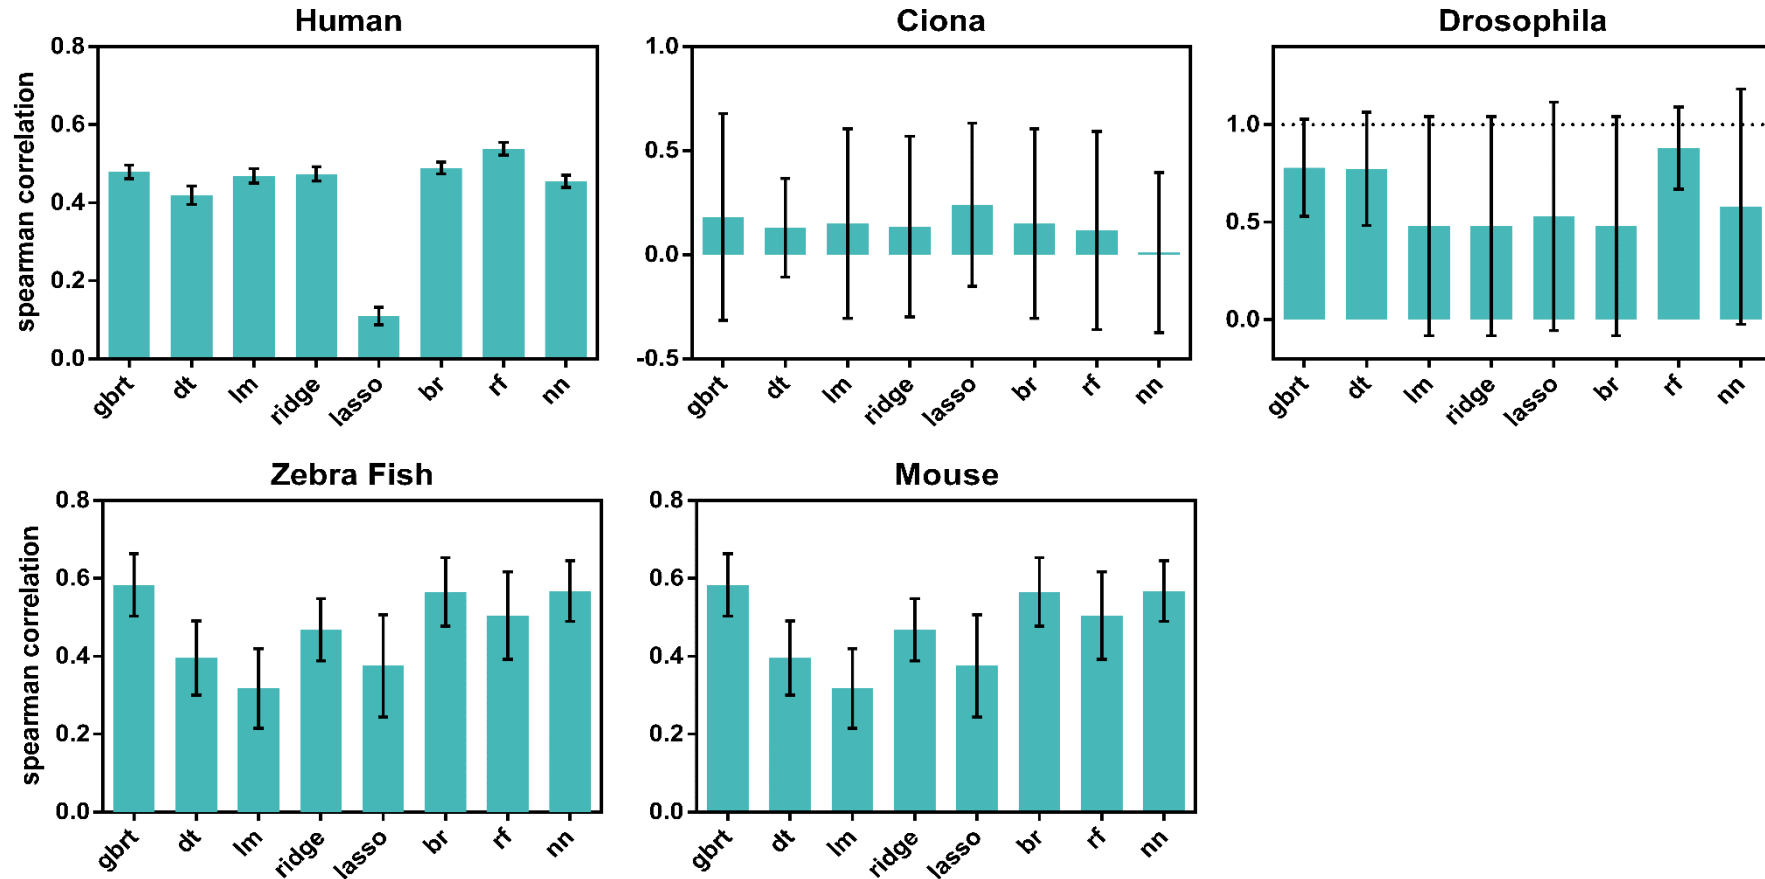 Human
spearman correlation
0.8
0.6
0.4
0.2
0.0
gbrt
dt
lm
ridge
lasso
br
rf
nn
Ciona
1.0
0.5
0.0
-0.5
gbrt
dt
lm
ridge
lasso
br
rf
nn
Drosophila
1.0
0.5
0.0
gbrt
dt
lm
ridge
lasso
br
rf
nn
Zebra Fish
spearman correlation
0.8
0.6
0.4
0.2
0.0
gbrt
dt
lm
ridge
lasso
br
rf
nn
Mouse
0.8
0.6
0.4
0.2
0.0
gbrt
dt
lm
ridge
lasso
br
rf
nn